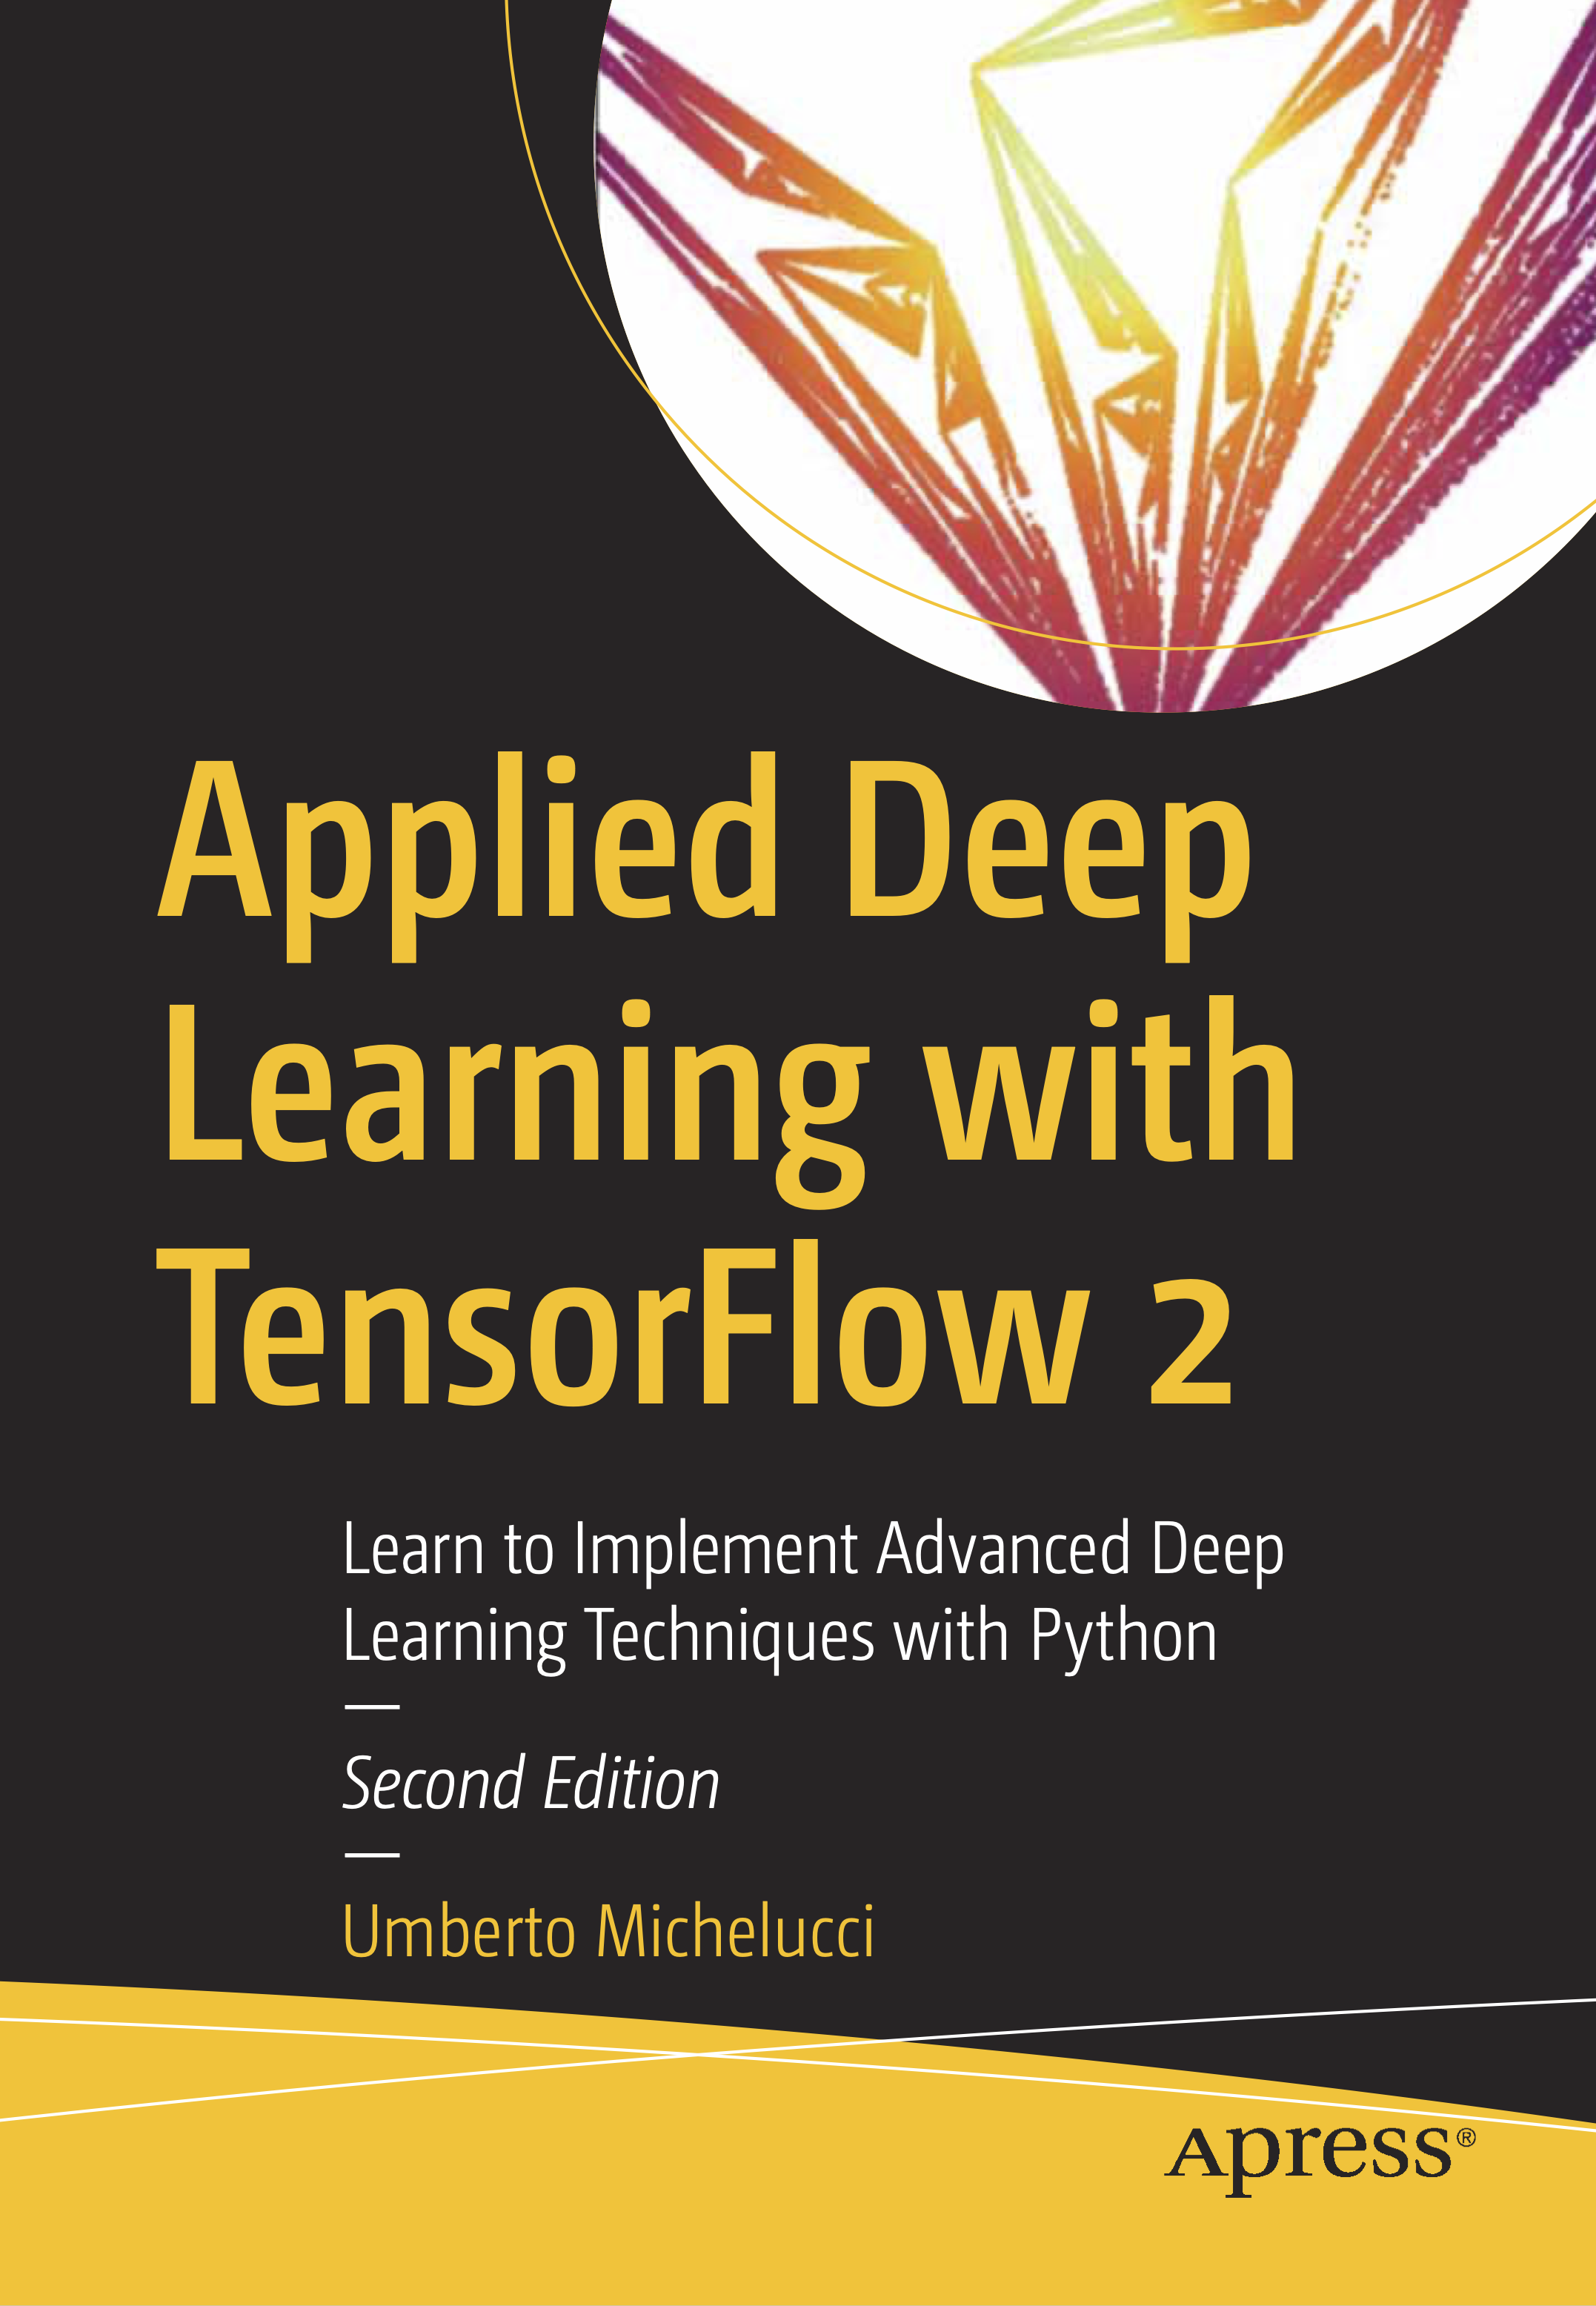 Applied Deep
Learning with
TensorFlow 2
Learn to Implement Advanced Deep
Learning Techniques with Python
—
Second Edition
—
Umberto Michelucci
Apress®